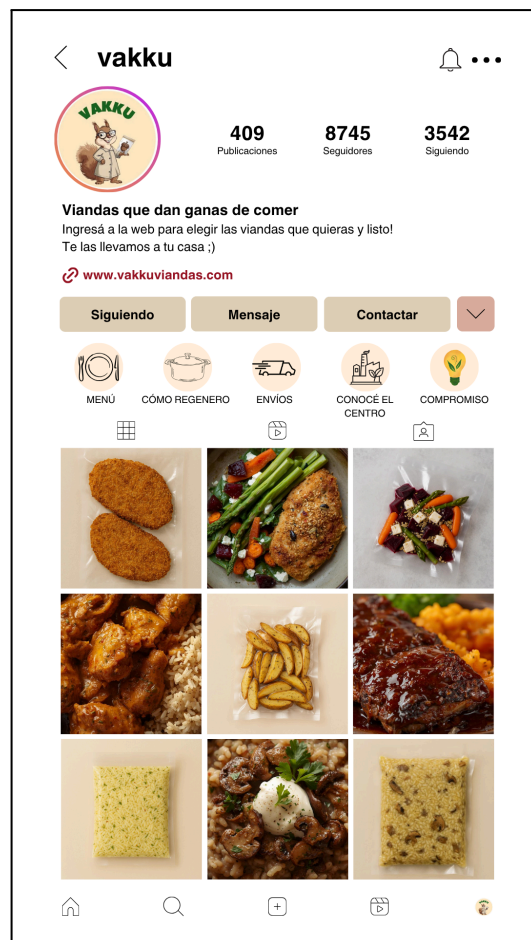 vakku
VAKKU
409
Publicaciones
8745
Seguidores
3542
Siguiendo
Viandas que dan ganas de comer
Ingresá a la web para elegir las viandas que quieras y listo!
Te las llevamos a tu casa ;)
www.vakkuviandas.com
Siguiendo
Mensaje
Contactar
MENÚ
CÓMO REGENERO
ENVÍOS
CONOCÉ EL
CENTRO
COMPROMISO